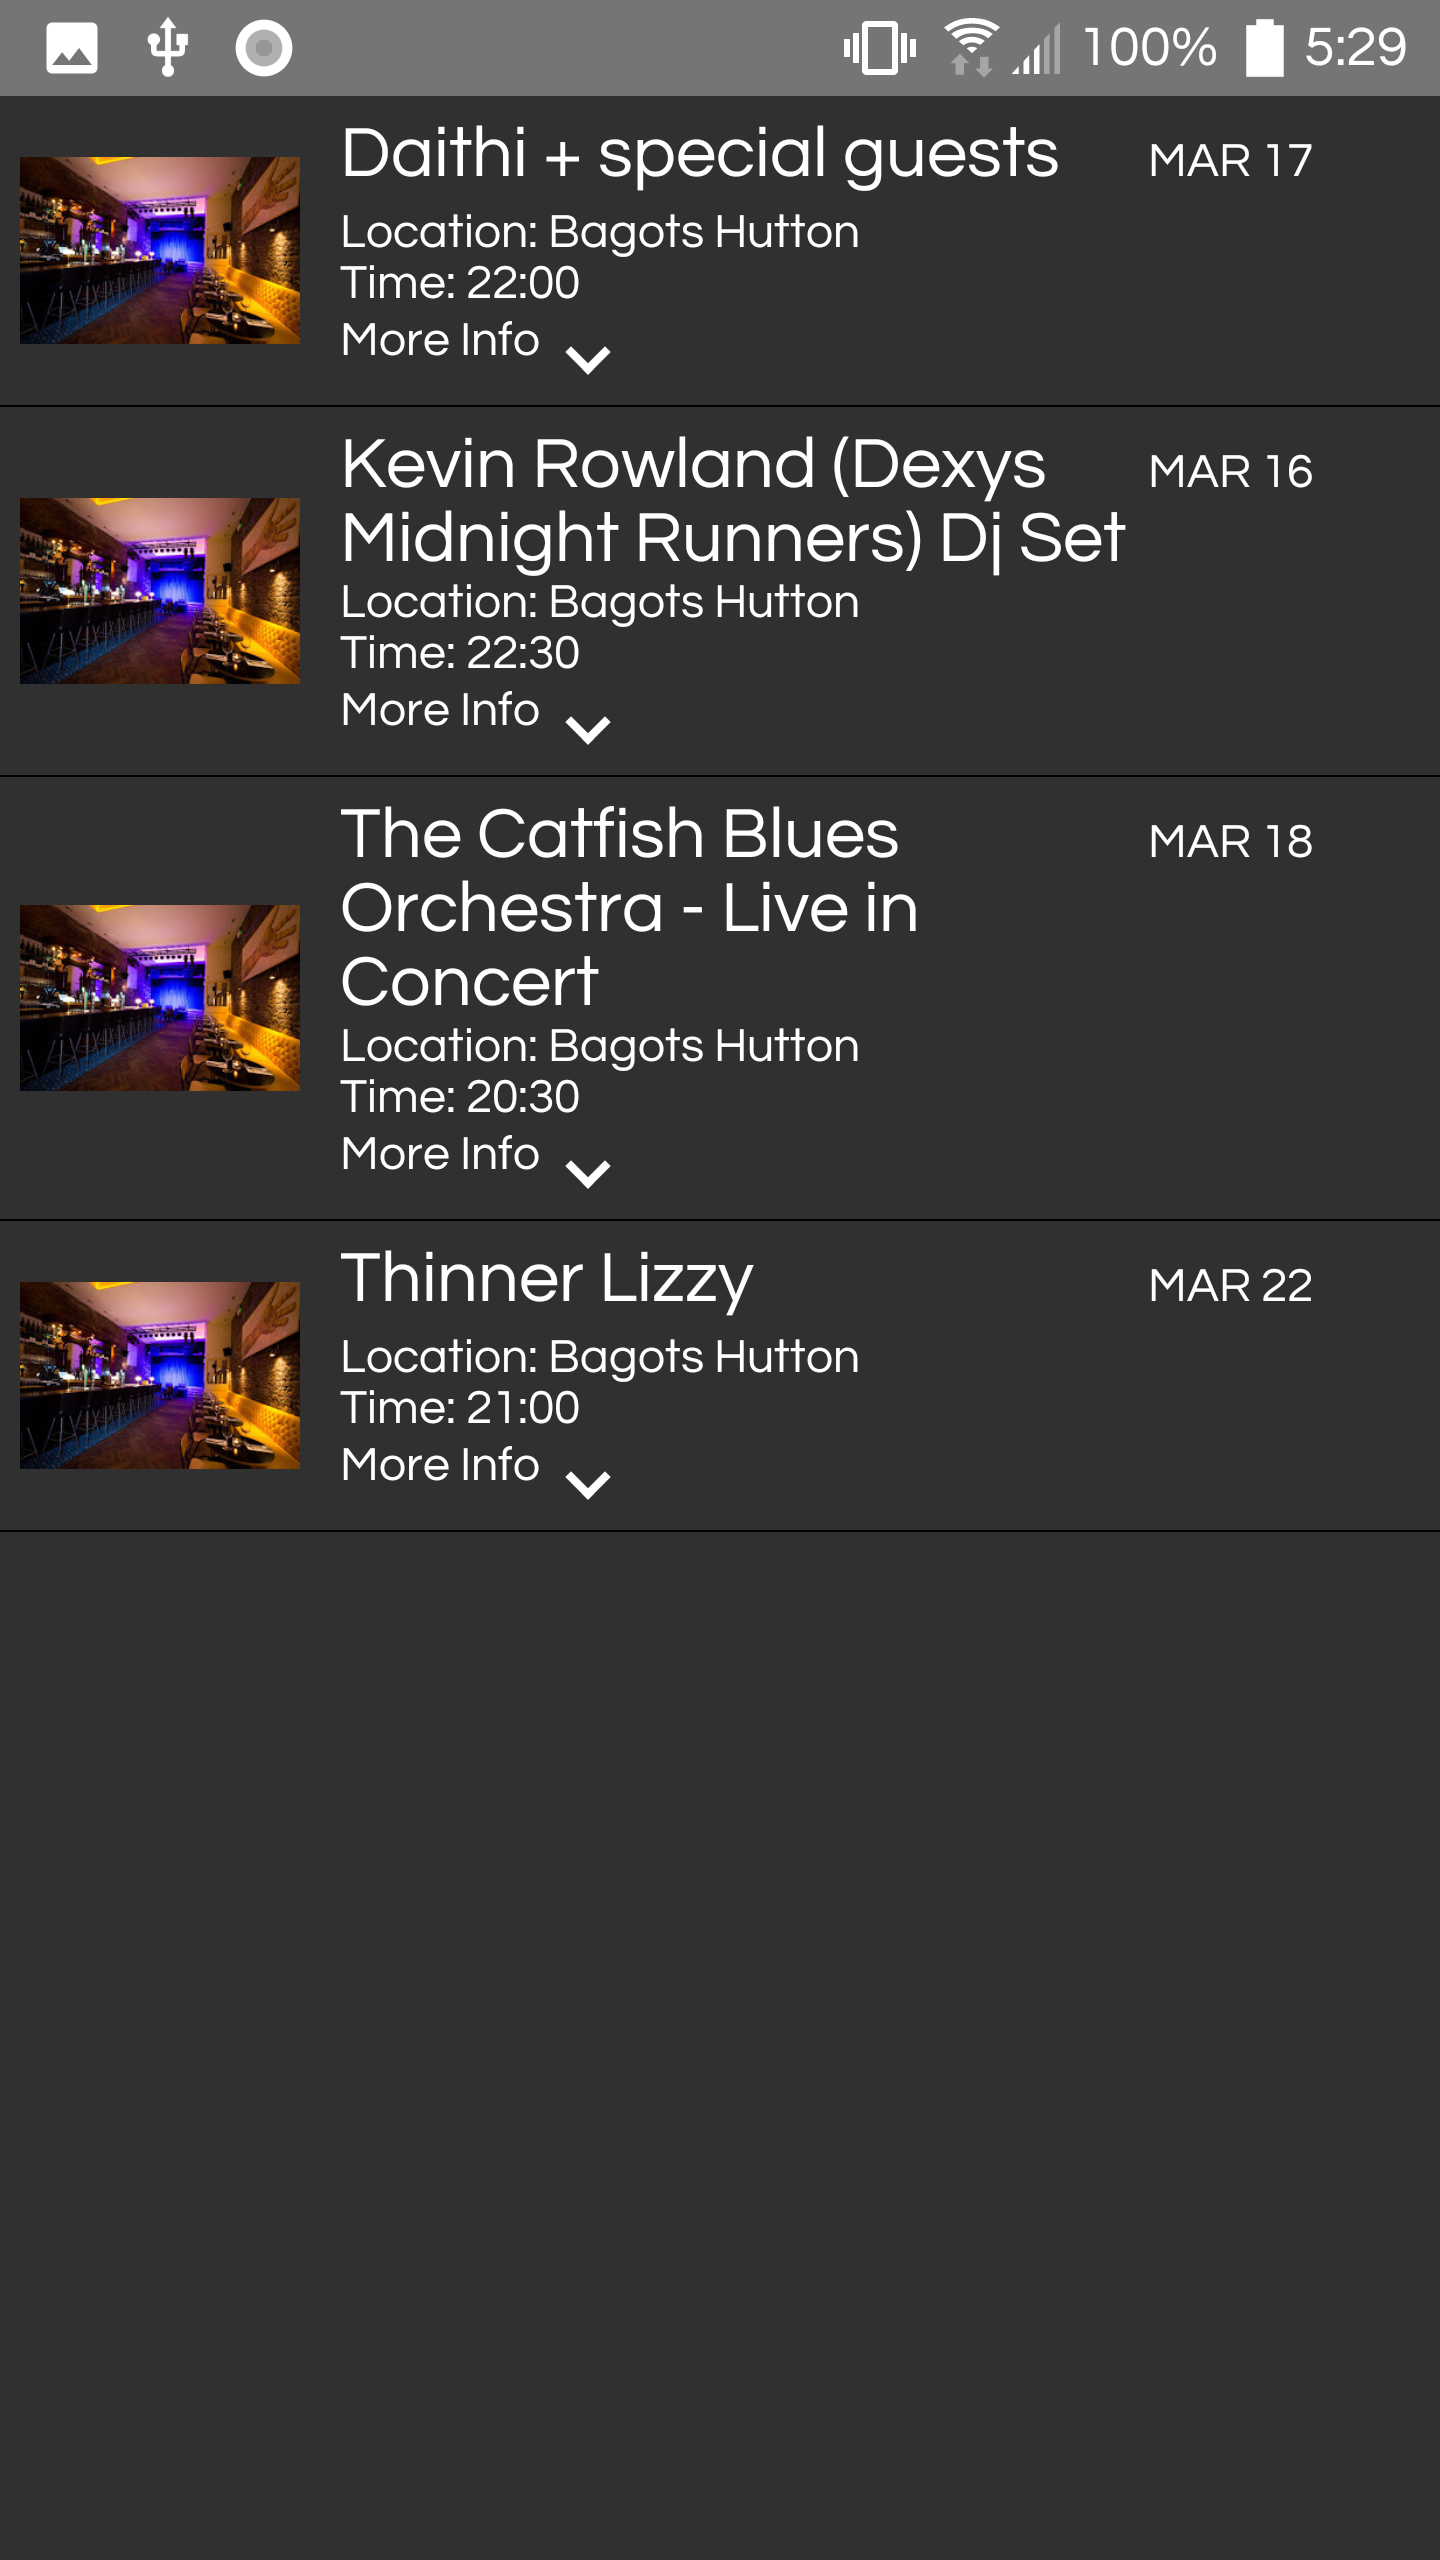 100% 5:29
Daithi + special guests MAR 17
Location: Bagots Hutton
Time: 22:00
More Info
Kevin Rowland (Dexys MAR 16
Midnight Runners) Dj Set
Location: Bagots Hutton
Time: 22:30
More Info
The Catfish Blues MAR 18
Orchestra - Live in
Concert
Location: Bagots Hutton
Time: 20:30
More Info
Thinner Lizzy MAR 22
Location: Bagots Hutton
Time: 21:00
More Info